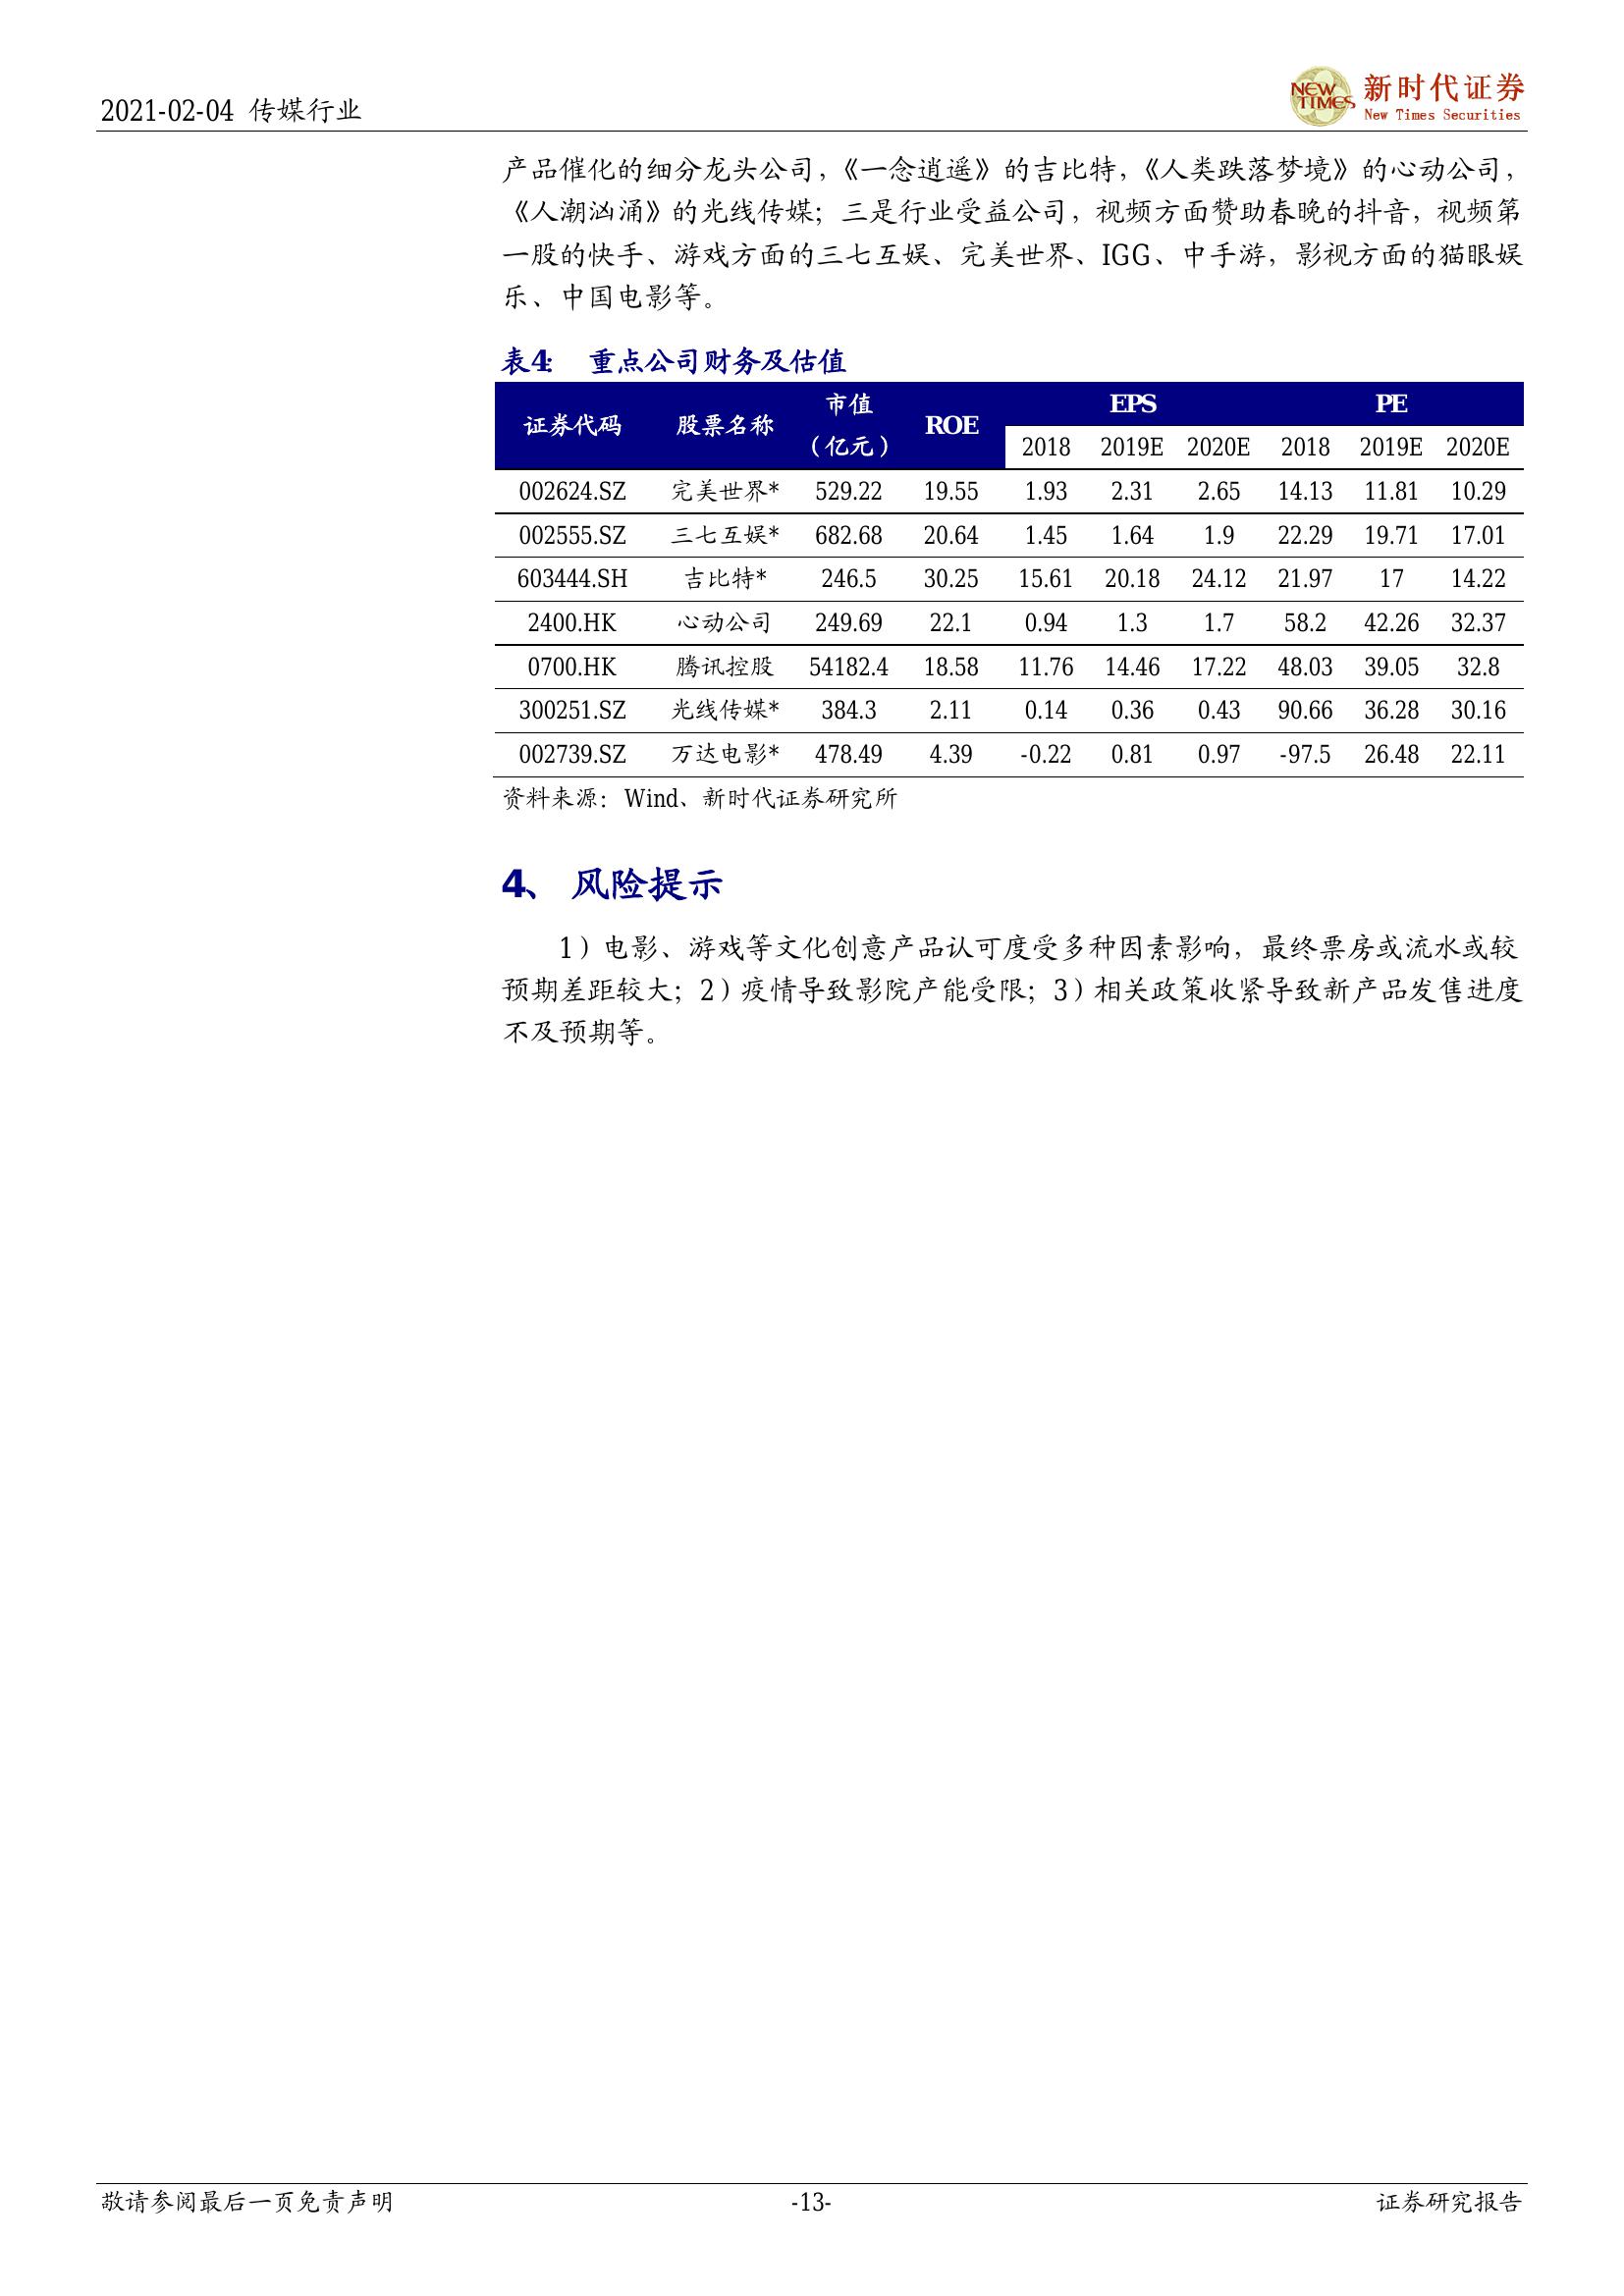 2021-02-04 传媒行业
NEW
TIMES
新时代证券
New Times Securities
产品催化的细分龙头公司，《一念逍遥》的吉比特，《人类跌落梦境》的心动公司，
《人潮汹涌》的光线传媒；三是行业受益公司，视频方面赞助春晚的抖音，视频第
一股的快手、游戏方面的三七互娱、完美世界、IGG、中手游，影视方面的猫眼娱
乐、中国电影等。
表4： 重点公司财务及估值
证券代码 股票名称 市值（亿元） ROE EPS PE
2018 2019E 2020E 2018 2019E 2020E
002624.SZ 完美世界* 529.22 19.55 1.93 2.31 2.65 14.13 11.81 10.29
002555.SZ 三七互娱* 682.68 20.64 1.45 1.64 1.9 22.29 19.71 17.01
603444.SH 吉比特* 246.5 30.25 15.61 20.18 24.12 21.97 17 14.22
2400.HK 心动公司 249.69 22.1 0.94 1.3 1.7 58.2 42.26 32.37
0700.HK 腾讯控股 54182.4 18.58 11.76 14.46 17.22 48.03 39.05 32.8
300251.SZ 光线传媒* 384.3 2.11 0.14 0.36 0.43 90.66 36.28 30.16
002739.SZ 万达电影* 478.49 4.39 -0.22 0.81 0.97 -97.5 26.48 22.11
资料来源：Wind、新时代证券研究所
4、 风险提示
1）电影、游戏等文化创意产品认可度受多种因素影响，最终票房或流水或较
预期差距较大；2）疫情导致影院产能受限；3）相关政策收紧导致新产品发售进度
不及预期等。
敬请参阅最后一页免责声明 -13- 证券研究报告